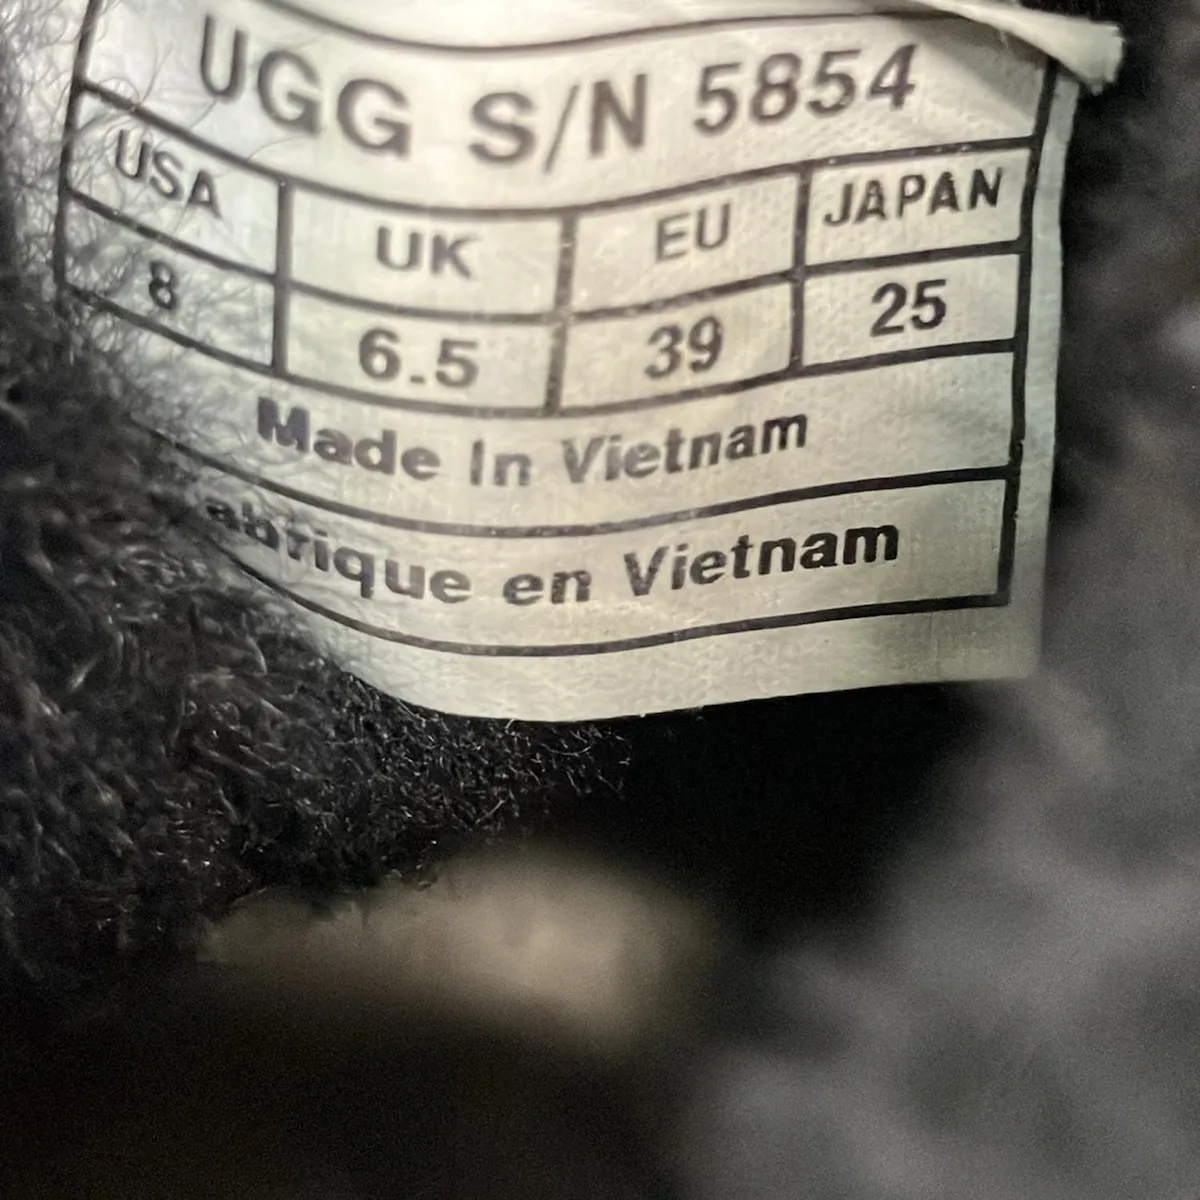 UGG S/N 5854
USA UK EU JAPAN
8 6.5 39 25
Made In Vietnam
abrique en Vietnam